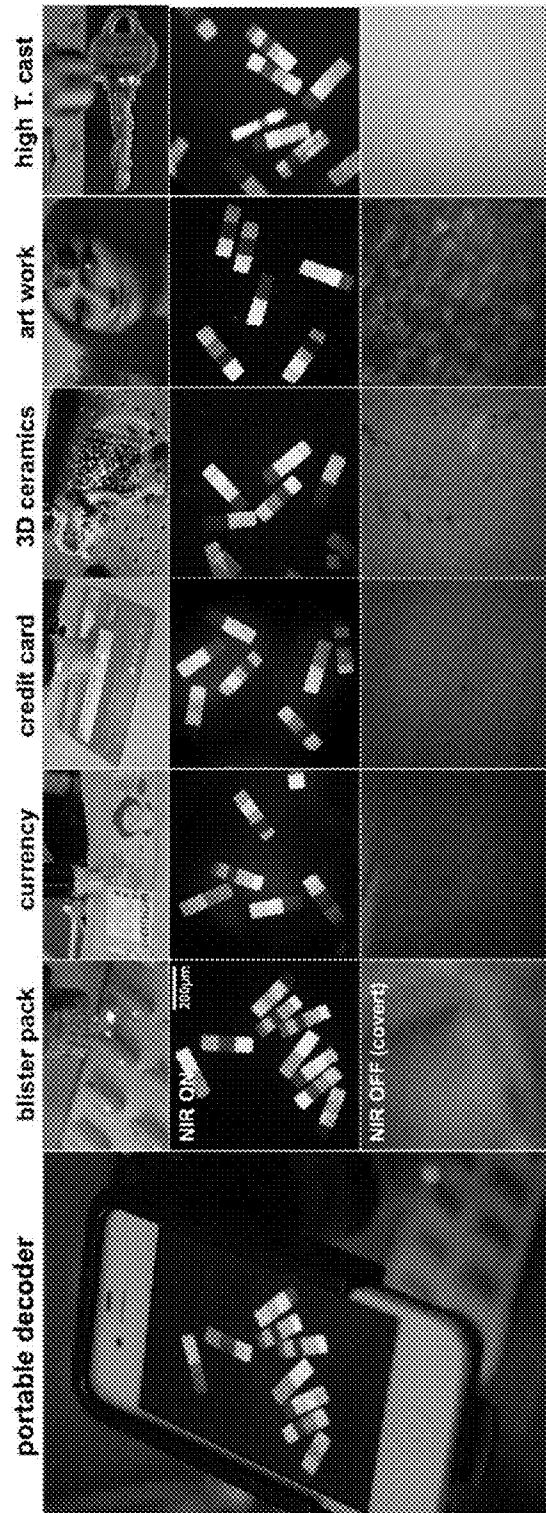 portable decoder
blister pack
currency
credit card
3D ceramics
art work
high T. cast
NIR ON
200µm
NIR OFF (covert)